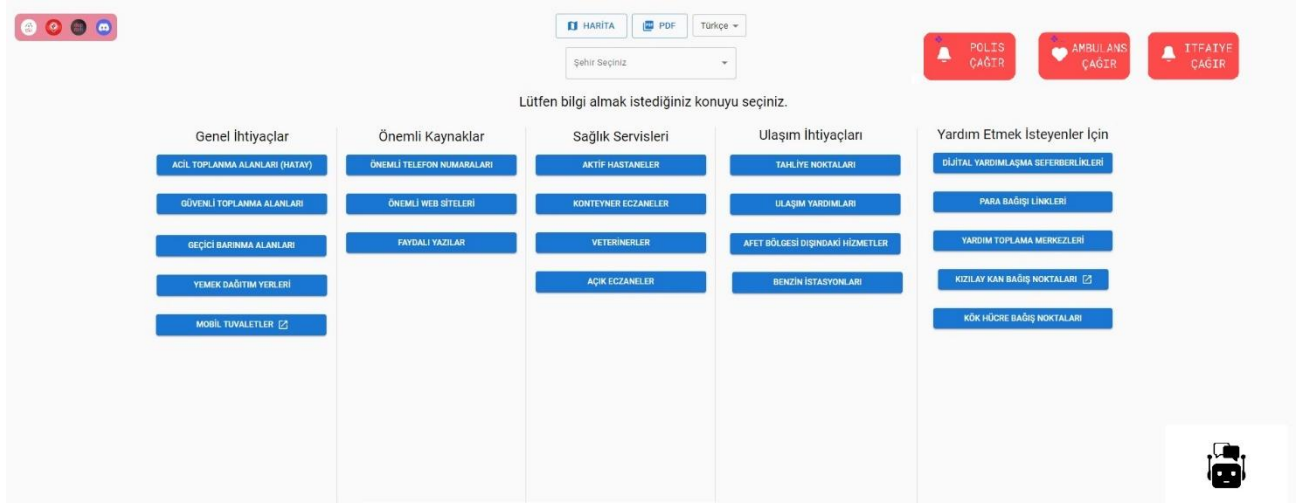 HARİTA
PDF
Türkçe
Şehir Seçiniz
POLİS
ÇAĞIR
AMBULANS
ÇAĞIR
ITFAIYE
ÇAĞIR
Lütfen bilgi almak istediğiniz konuyu seçiniz.
Genel İhtiyaçlar
ACİL TOPLANMA ALANLARI (HATAY)
GÜVENLİ TOPLANMA ALANLARI
GEÇİCİ BARINMA ALANLARI
YEMEK DAĞITIM YERLERİ
MOBİL TUVALETLER
Önemli Kaynaklar
ÖNEMLİ TELEFON NUMARALARI
ÖNEMLİ WEB SİTELERİ
FAYDALI YAZILAR
Sağlık Servisleri
AKTİF HASTANELER
KONTEYNER ECZANELER
VETERİNERLER
AÇIK ECZANELER
Ulaşım İhtiyaçları
TAHLİYE NOKTALARI
ULAŞIM YARDIMLARI
AFET BÖLGESİ DIŞINDAKİ HİZMETLER
BENZİN İSTASYONLARI
Yardım Etmek İsteyenler İçin
DİJİTAL YARDIMLAŞMA SEFERBERLİKLERİ
PARA BAĞIŞI LİNKLERİ
YARDIM TOPLAMA MERKEZLERİ
KIZILAY KAN BAĞIŞ NOKTALARI
KÖK HÜCRE BAĞIŞ NOKTALARI